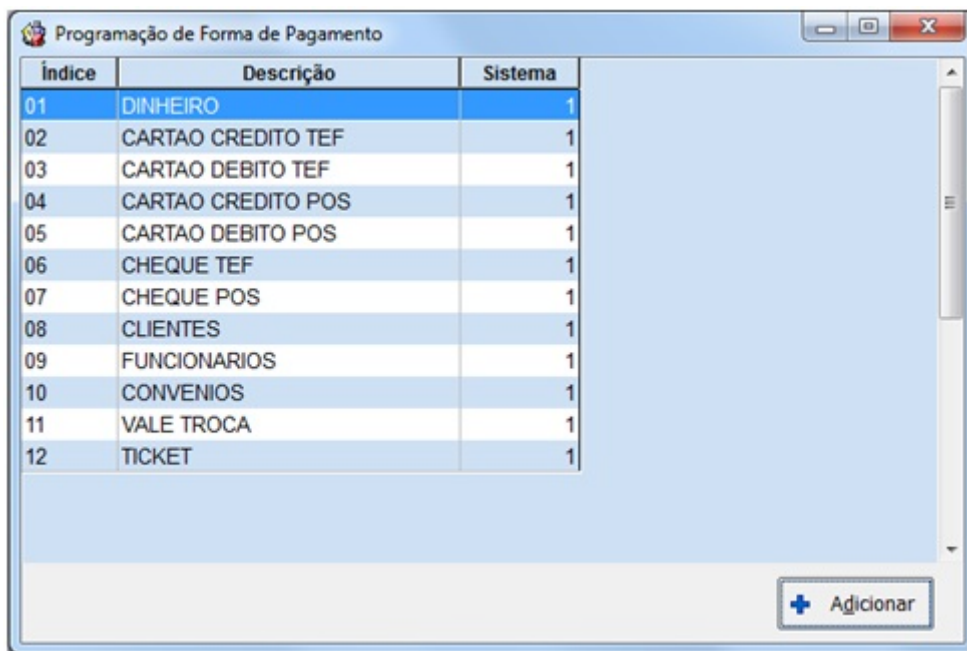 Programação de Forma de Pagamento
Índice Descrição Sistema
01 DINHEIRO 1
02 CARTAO CREDITO TEF 1
03 CARTAO DEBITO TEF 1
04 CARTAO CREDITO POS 1
05 CARTAO DEBITO POS 1
06 CHEQUE TEF 1
07 CHEQUE POS 1
08 CLIENTES 1
09 FUNCIONARIOS 1
10 CONVENIOS 1
11 VALE TROCA 1
12 TICKET 1
Adicionar